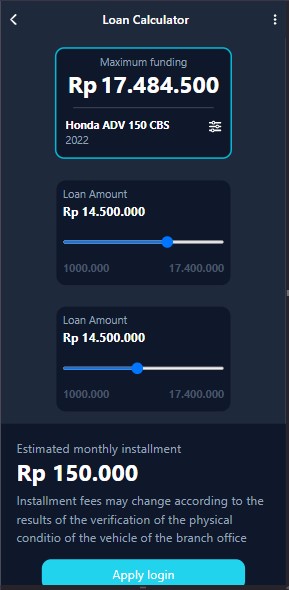 Loan Calculator
Maximum funding
Rp 17.484.500
Honda ADV 150 CBS
2022
Loan Amount
Rp 14.500.000
1000.000 17.400.000
Loan Amount
Rp 14.500.000
1000.000 17.400.000
Estimated monthly installment
Rp 150.000
Installment fees may change according to the
results of the verification of the physical
conditio of the vehicle of the branch office
Apply login